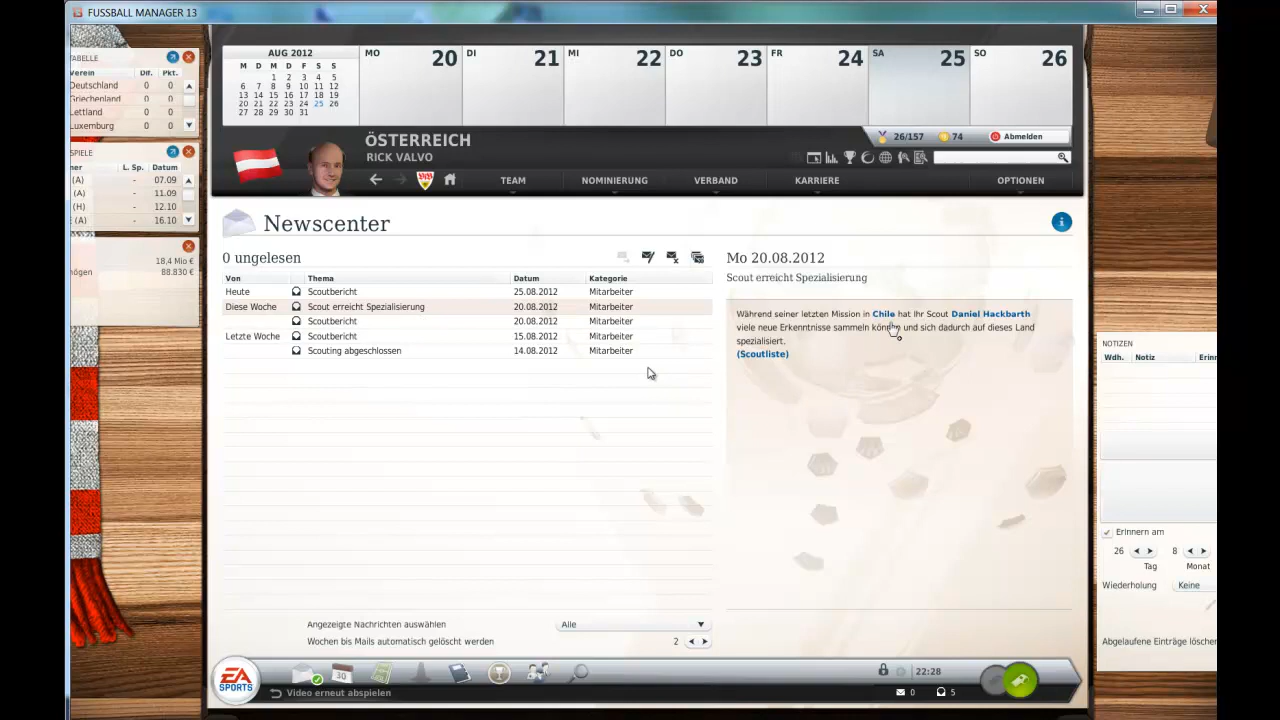 FUSSBALL MANAGER 13
TABELLE
Verein Dif. Pkt.
Deutschland 0 0
Griechenland 0 0
Lettland 0 0
Luxemburg 0 0
SPIELE
L. Sp. Datum
(A) - 07.09
(A) - 11.09
(H) - 12.10
(A) - 16.10
18,4 Mio €
88.830 €
AUG 2012
M D M D F S S
1 2 3 4 5
6 7 8 9 10 11 12
13 14 15 16 17 18 19
20 21 22 23 24 25 26
27 28 29 30 31
MO 20
DI 21
MI 22
DO 23
FR 24
SA 25
SO 26
ÖSTERREICH
RICK VALVO
26/157 74 Abmelden
TEAM NOMINIERUNG VERBAND KARRIERE OPTIONEN
Newscenter
0 ungelesen
Von Thema Datum Kategorie
Heute Scoutbericht 25.08.2012 Mitarbeiter
Diese Woche Scout erreicht Spezialisierung 20.08.2012 Mitarbeiter
Scoutbericht 20.08.2012 Mitarbeiter
Letzte Woche Scoutbericht 15.08.2012 Mitarbeiter
Scouting abgeschlossen 14.08.2012 Mitarbeiter
Angezeigte Nachrichten auswählen Alle
Wochen bis Mails automatisch gelöscht werden 2
Mo 20.08.2012
Scout erreicht Spezialisierung
Während seiner letzten Mission in Chile hat Ihr Scout Daniel Hackbarth
viele neue Erkenntnisse sammeln können und sich dadurch auf dieses Land
spezialisiert.
(Scoutliste)
NOTIZEN
Wdh. Notiz
Erinnern am
26 8
Tag Monat
Wiederholung Keine
Abgelaufene Einträge löschen
EA
SPORTS
30
22:28
Video erneut abspielen
0 5